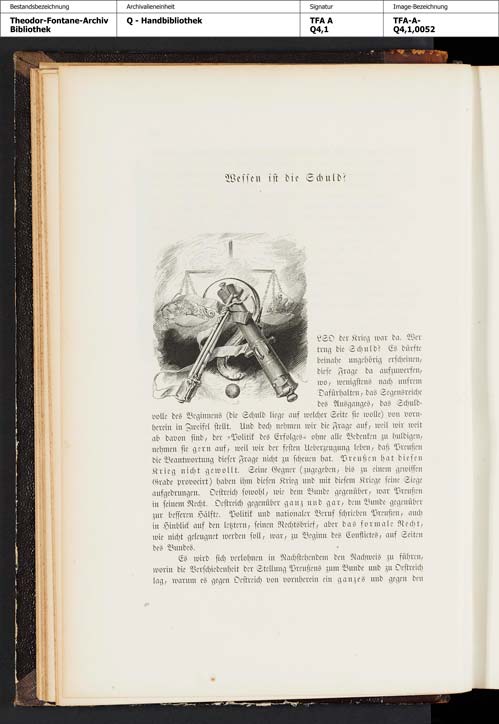 Bestandsbezeichnung Archivalieneinheit Signatur Image-Bezeichnung
Theodor-Fontane-Archiv Q - Handbibliothek TFA A TFA-A-
Bibliothek Q4,1 Q4,1,0052
Wessen ist die Schuld?
LSO der Krieg war da. Wer
trug die Schuld? Es dürfte
beinahe ungehörig erscheinen,
diese Frage da aufzuwerfen,
wo, wenigstens nach unsrem
Dafürhalten, das Segensreiche
des Ausganges, das Schuld-
volle des Beginnens (die Schuld liege auf welcher Seite sie wolle) von vorn-
herein in Zweifel stellt. Und doch nehmen wir die Frage auf, weil wir weit
ab davon sind, der »Politik des Erfolges« ohne alle Bedenken zu huldigen,
nehmen sie gern auf, weil wir der festen Ueberzeugung leben, daß Preußen
die Beantwortung dieser Frage nicht zu scheuen hat. Preußen hat diesen
Krieg nicht gewollt. Seine Gegner (zugegeben, bis zu einem gewissen
Grade provocirt) haben ihm diesen Krieg und mit diesem Kriege seine Siege
aufgedrungen. Oestreich sowohl, wie dem Bunde gegenüber, war Preußen
in seinem Recht. Oestreich gegenüber ganz und gar, dem Bunde gegenüber
zur besseren Hälfte. Politik und nationaler Beruf schrieben Preußen, auch
in Hinblick auf den letztern, seinen Rechtsbrief, aber das formale Recht,
wie nicht geleugnet werden soll, war, zu Beginn des Conflictes, auf Seiten
des Bundes.
Es wird sich verlohnen in Nachstehendem den Nachweis zu führen,
worin die Verschiedenheit der Stellung Preußens zum Bunde und zu Oestreich
lag, warum es gegen Oestreich von vornherein ein ganzes und gegen den